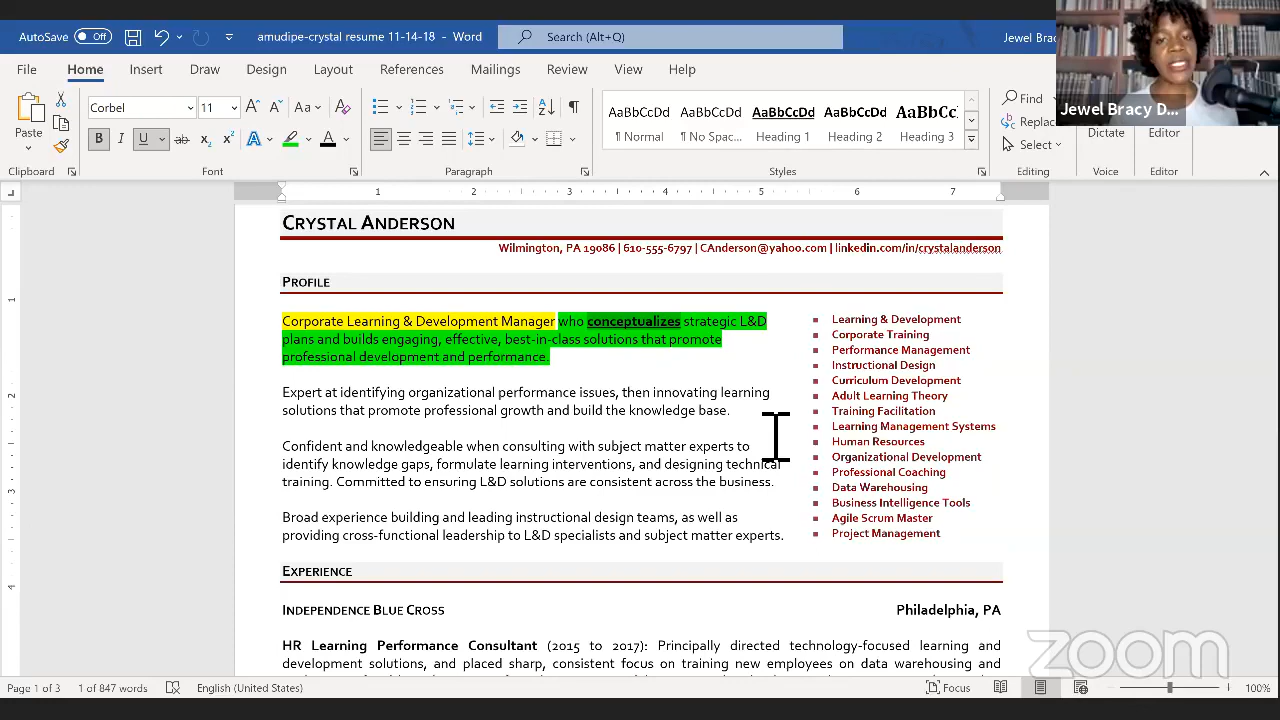 AutoSave Off amudipe-crystal resume 11-14-18 - Word Search (Alt+Q) Jewel Bra
Jewel Bracy D...
File Home Insert Draw Design Layout References Mailings Review View Help
Paste Corbel 11 Aa AaBbCcDd AaBbCcDd AaBbCcDd AaBbCcDd AaBbCc Find
¶ Normal ¶ No Spac... Heading 1 Heading 2 Heading 3 Replac Dictate Editor
Select
Clipboard Font Paragraph Styles Editing Voice Editor
1 2 3 4 5 6 7
CRYSTAL ANDERSON
Wilmington, PA 19086 | 610-555-6797 | CAnderson@yahoo.com | linkedin.com/in/crystalanderson
PROFILE
Corporate Learning & Development Manager who conceptualizes strategic L&D
plans and builds engaging, effective, best-in-class solutions that promote
professional development and performance.
Expert at identifying organizational performance issues, then innovating learning
solutions that promote professional growth and build the knowledge base.
Confident and knowledgeable when consulting with subject matter experts to
identify knowledge gaps, formulate learning interventions, and designing technical
training. Committed to ensuring L&D solutions are consistent across the business.
Broad experience building and leading instructional design teams, as well as
providing cross-functional leadership to L&D specialists and subject matter experts.
Learning & Development
Corporate Training
Performance Management
Instructional Design
Curriculum Development
Adult Learning Theory
Training Facilitation
Learning Management Systems
Human Resources
Organizational Development
Professional Coaching
Data Warehousing
Business Intelligence Tools
Agile Scrum Master
Project Management
EXPERIENCE
INDEPENDENCE BLUE CROSS Philadelphia, PA
HR Learning Performance Consultant (2015 to 2017): Principally directed technology-focused learning and
development solutions, and placed sharp, consistent focus on training new employees on data warehousing and
zoom
Page 1 of 3 1 of 847 words English (United States) Focus 100%